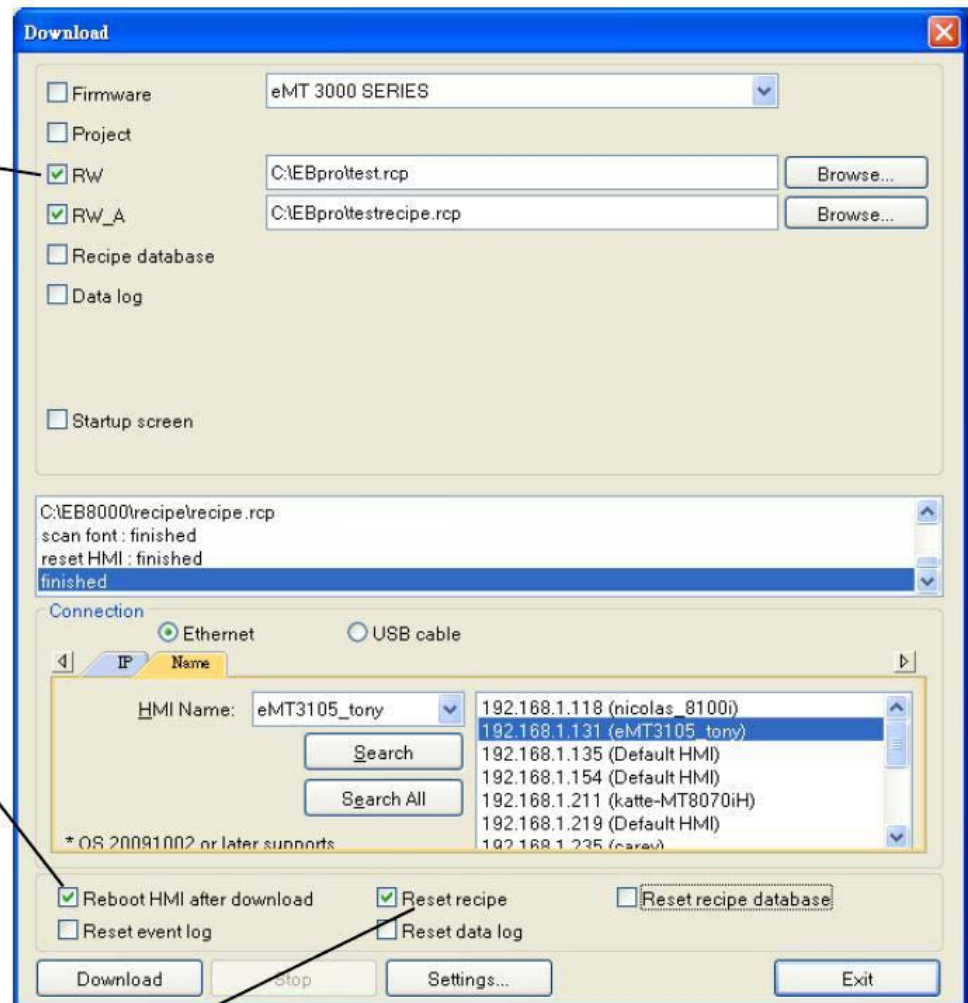 Download
Firmware eMT 3000 SERIES
Project
RW C:\EBpro\test.rcp Browse...
RW_A C:\EBpro\testrecipe.rcp Browse...
Recipe database
Data log
Startup screen
C:\EB8000\recipe\recipe.rcp
scan font : finished
reset HMI : finished
finished
Connection
Ethernet USB cable
IP Name
HMI Name: eMT3105_tony
Search
Search All
* OS 20091002 or later supports
192.168.1.118 (nicolas_8100i)
192.168.1.131 (eMT3105_tony)
192.168.1.135 (Default HMI)
192.168.1.154 (Default HMI)
192.168.1.211 (katte-MT8070iH)
192.168.1.219 (Default HMI)
192.168.1.235 (carey)
Reboot HMI after download Reset recipe Reset recipe database
Reset event log Reset data log
Download Stop Settings... Exit